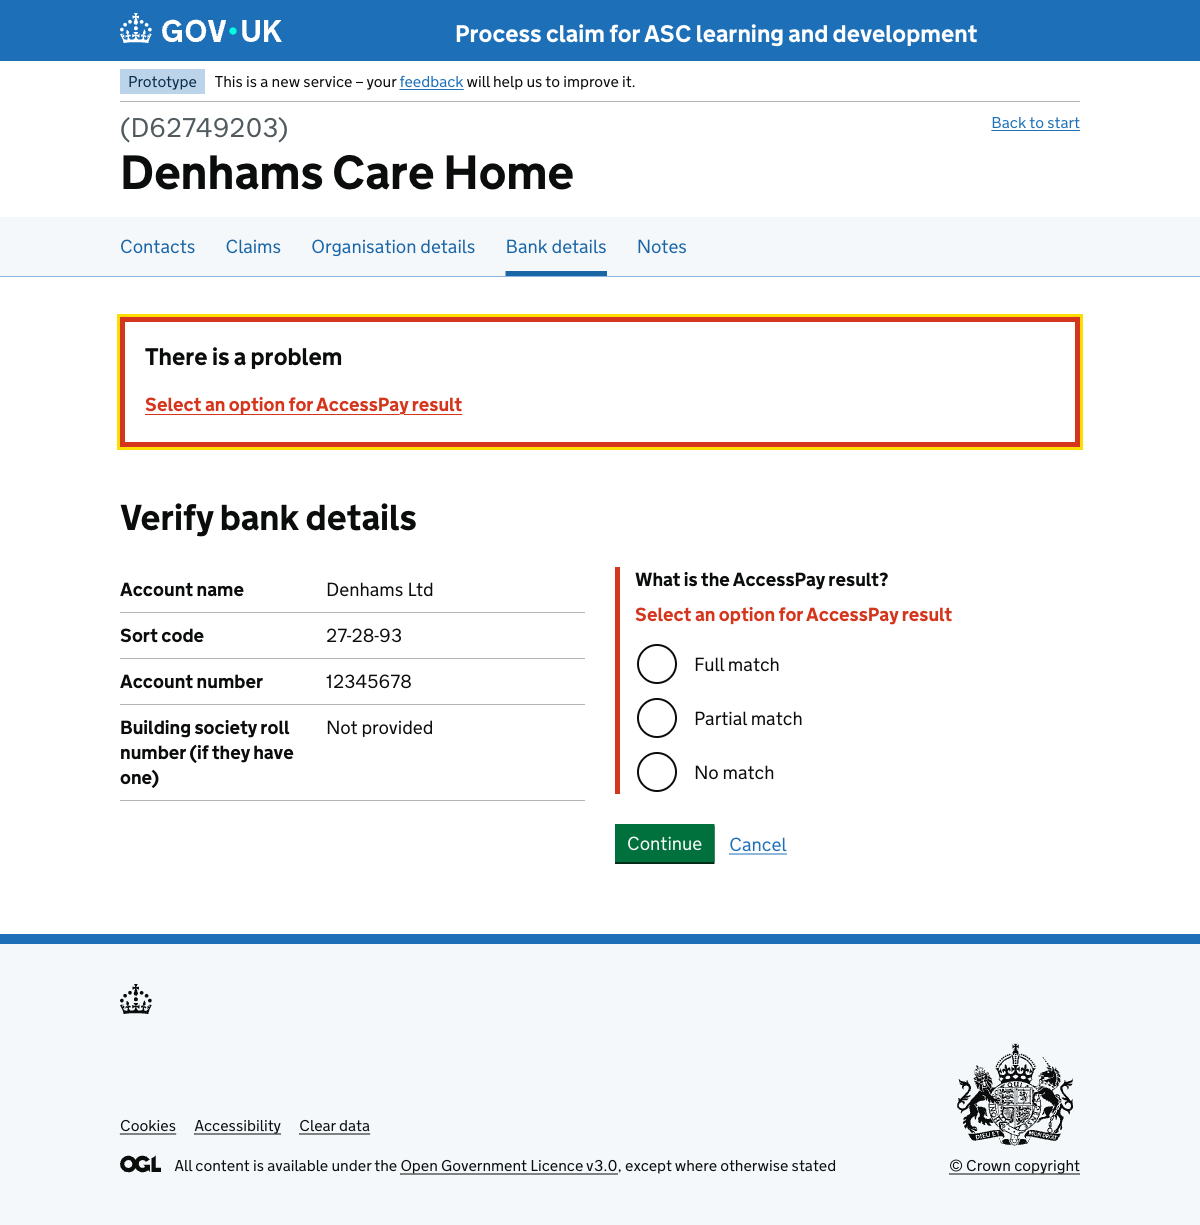 GOV·UK
Process claim for ASC learning and development
Prototype This is a new service – your feedback will help us to improve it.
(D62749203)
Back to start
Denhams Care Home
Contacts Claims Organisation details Bank details Notes
There is a problem
Select an option for AccessPay result
Verify bank details
Account name Denhams Ltd
Sort code 27-28-93
Account number 12345678
Building society roll number (if they have one) Not provided
What is the AccessPay result?
Select an option for AccessPay result
Full match
Partial match
No match
Continue Cancel
Cookies Accessibility Clear data
OGL All content is available under the Open Government Licence v3.0, except where otherwise stated
© Crown copyright